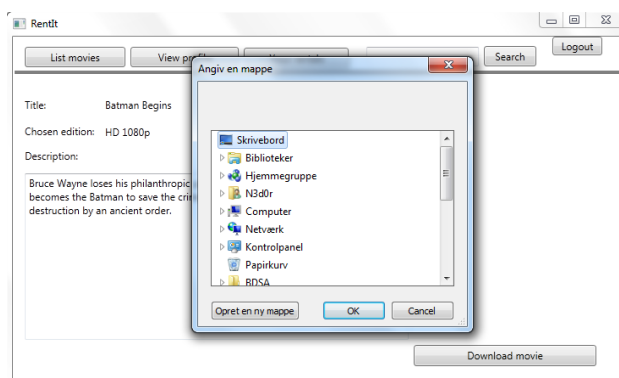 RentIt
Logout
List movies
View
Search
Angiv en mappe
Title: Batman Begins
Chosen edition: HD 1080p
Description:
Bruce Wayne loses his philanthropic
becomes the Batman to save the
destruction by an ancient order.
Skrivebord
Biblioteker
Hjemmegruppe
N3d0r
Computer
Netværk
Kontrolpanel
Papirkurv
BDSA
Opret en ny mappe
OK
Cancel
Download movie